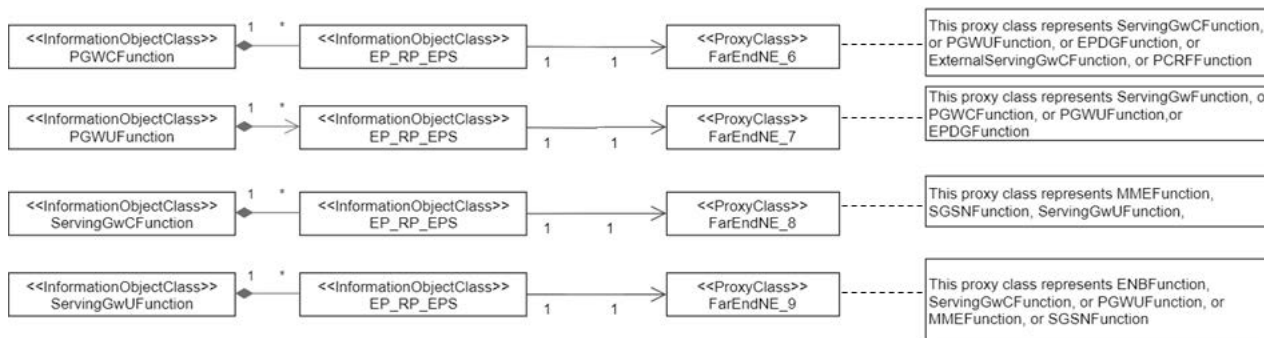 1 *
<<InformationObjectClass>>
PGWCFunction
<<InformationObjectClass>>
EP_RP_EPS
1 1
<<ProxyClass>>
FarEndNE_6
This proxy class represents ServingGwCFunction,
or PGWUFunction, or EPDGFunction, or
ExternalServingGwCFunction, or PCRFFunction
1 *
<<InformationObjectClass>>
PGWUFunction
<<InformationObjectClass>>
EP_RP_EPS
1 1
<<ProxyClass>>
FarEndNE_7
This proxy class represents ServingGwFunction, o
PGWCFunction, or PGWUFunction,or
EPDGFunction
1 *
<<InformationObjectClass>>
ServingGwCFunction
<<InformationObjectClass>>
EP_RP_EPS
1 1
<<ProxyClass>>
FarEndNE_8
This proxy class represents MMEFunction,
SGSNFunction, ServingGwUFunction,
1 *
<<InformationObjectClass>>
ServingGwUFunction
<<InformationObjectClass>>
EP_RP_EPS
1 1
<<ProxyClass>>
FarEndNE_9
This proxy class represents ENBFunction,
ServingGwCFunction, or PGWUFunction, or
MMEFunction, or SGSNFunction